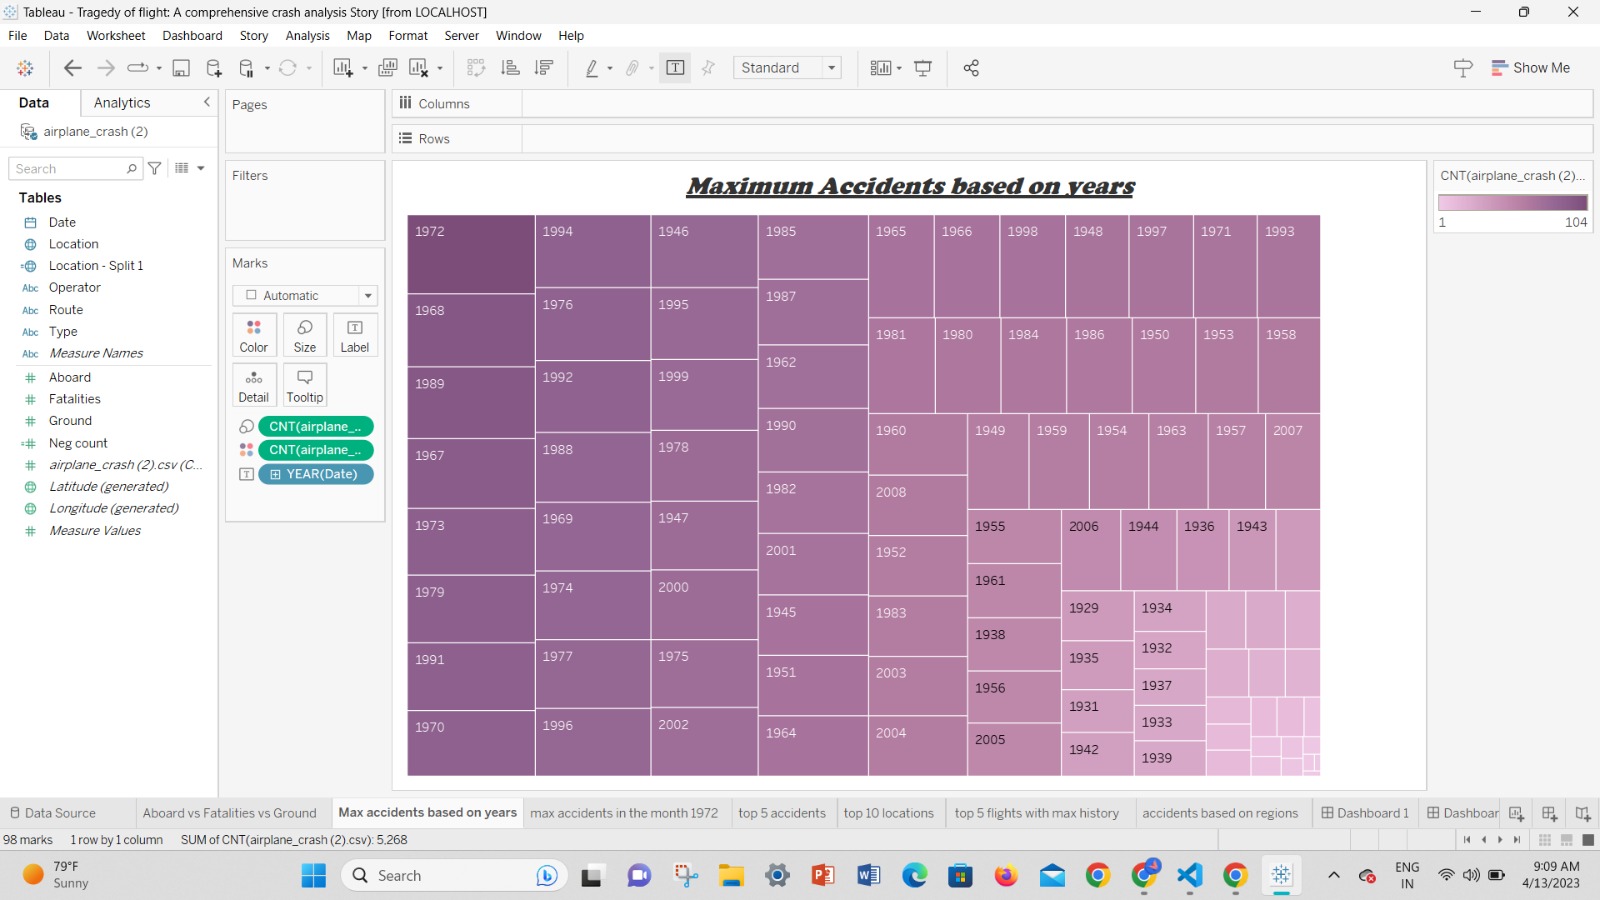 Tableau - Tragedy of flight: A comprehensive crash analysis Story [from LOCALHOST]
File Data Worksheet Dashboard Story Analysis Map Format Server Window Help
Standard
Show Me
Data Analytics
airplane_crash (2)
Search
Tables
Date
Location
Location - Split 1
Abc Operator
Abc Route
Abc Type
Abc Measure Names
Aboard
Fatalities
Ground
Neg count
airplane_crash (2).csv (C...
Latitude (generated)
Longitude (generated)
Measure Values
Pages
Filters
Marks
Automatic
Color Size Label
Detail Tooltip
CNT(airplane_..
CNT(airplane_..
YEAR(Date)
Columns
Rows
Maximum Accidents based on years
1972
1968
1989
1967
1973
1979
1991
1970
1994
1976
1992
1988
1969
1974
1977
1996
1946
1995
1999
1978
1947
2000
1975
2002
1985
1987
1962
1990
1982
2001
1945
1951
1964
1965 1966 1998 1948 1997 1971 1993
1981 1980 1984 1986 1950 1953 1958
1960
2008
1952
1983
2003
2004
1949 1959 1954 1963 1957 2007
1955
1961
1938
1956
2005
2006 1944 1936 1943
1929
1935
1931
1942
1934
1932
1937
1933
1939
CNT(airplane_crash (2)...
1 104
Data Source Aboard vs Fatalities vs Ground Max accidents based on years max accidents in the month 1972 top 5 accidents top 10 locations top 5 flights with max history accidents based on regions Dashboard 1 Dashboar
98 marks 1 row by 1 column SUM of CNT(airplane_crash (2).csv): 5,268
79°F
Sunny
Search
ENG
IN
9:09 AM
4/13/2023